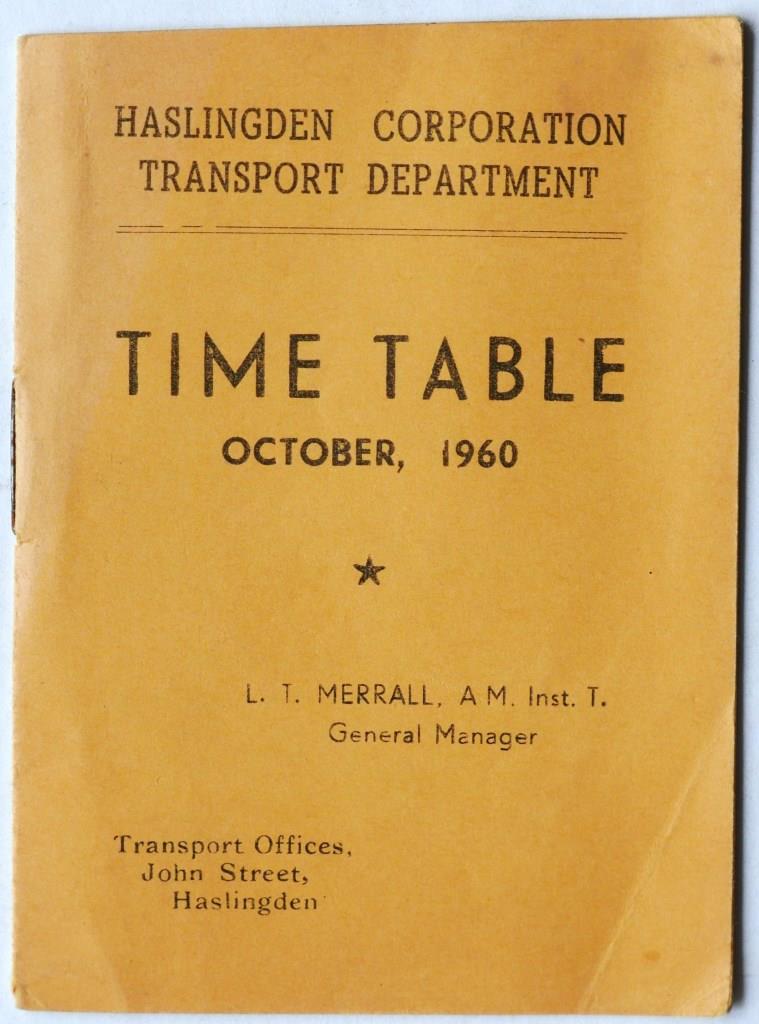 HASLINGDEN CORPORATION
TRANSPORT DEPARTMENT
TIME TABLE
OCTOBER, 1960
L. T. MERRALL, A M. Inst. T.
General Manager
Transport Offices,
John Street,
Haslingden